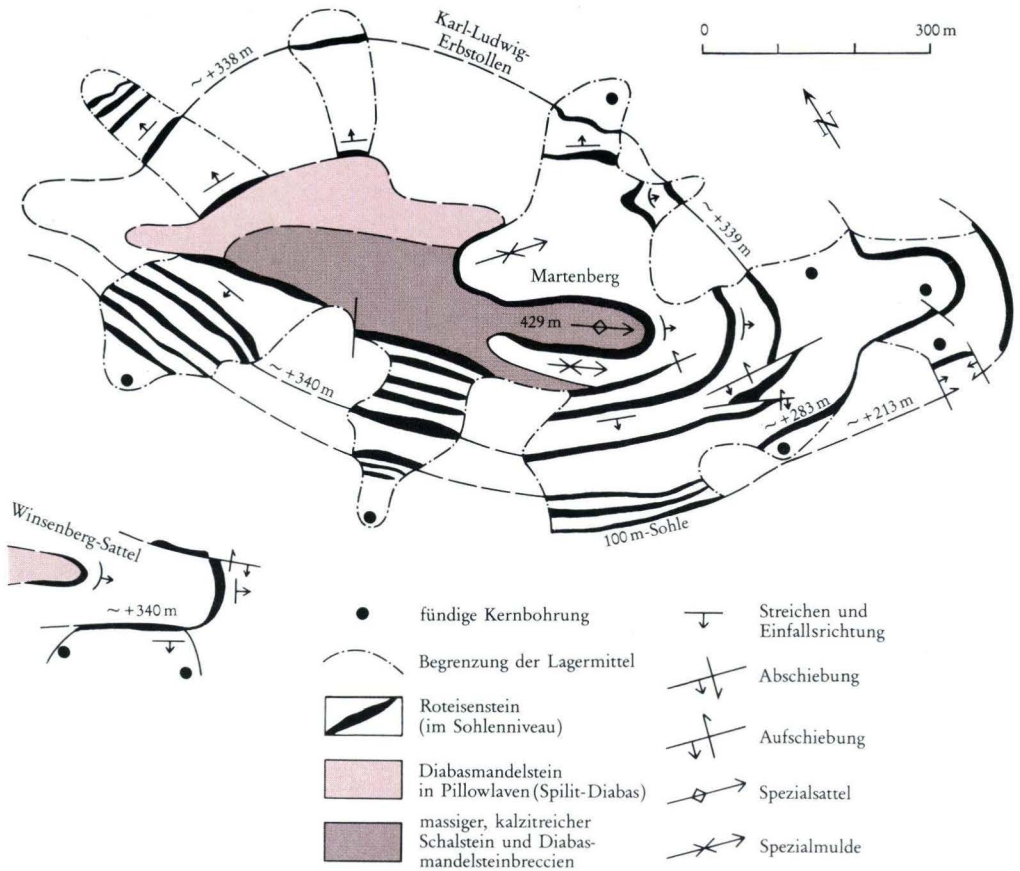 Karl-Ludwig-
Erbstollen
0 300 m
~ +338 m
N
~ +339 m
Martenberg
429 m
~ +340 m
~ +283 m
~ +213 m
100 m-Sohle
Winsenberg-Sattel
~ +340 m
fündige Kernbohrung
Begrenzung der Lagermittel
Roteisenstein
(im Sohlenniveau)
Diabasmandelstein
in Pillowlaven (Spilit-Diabas)
massiger, kalzitreicher
Schalstein und Diabas-
mandelsteinbreccien
Streichen und
Einfallsrichtung
Abschiebung
Aufschiebung
Spezialsattel
Spezialmulde